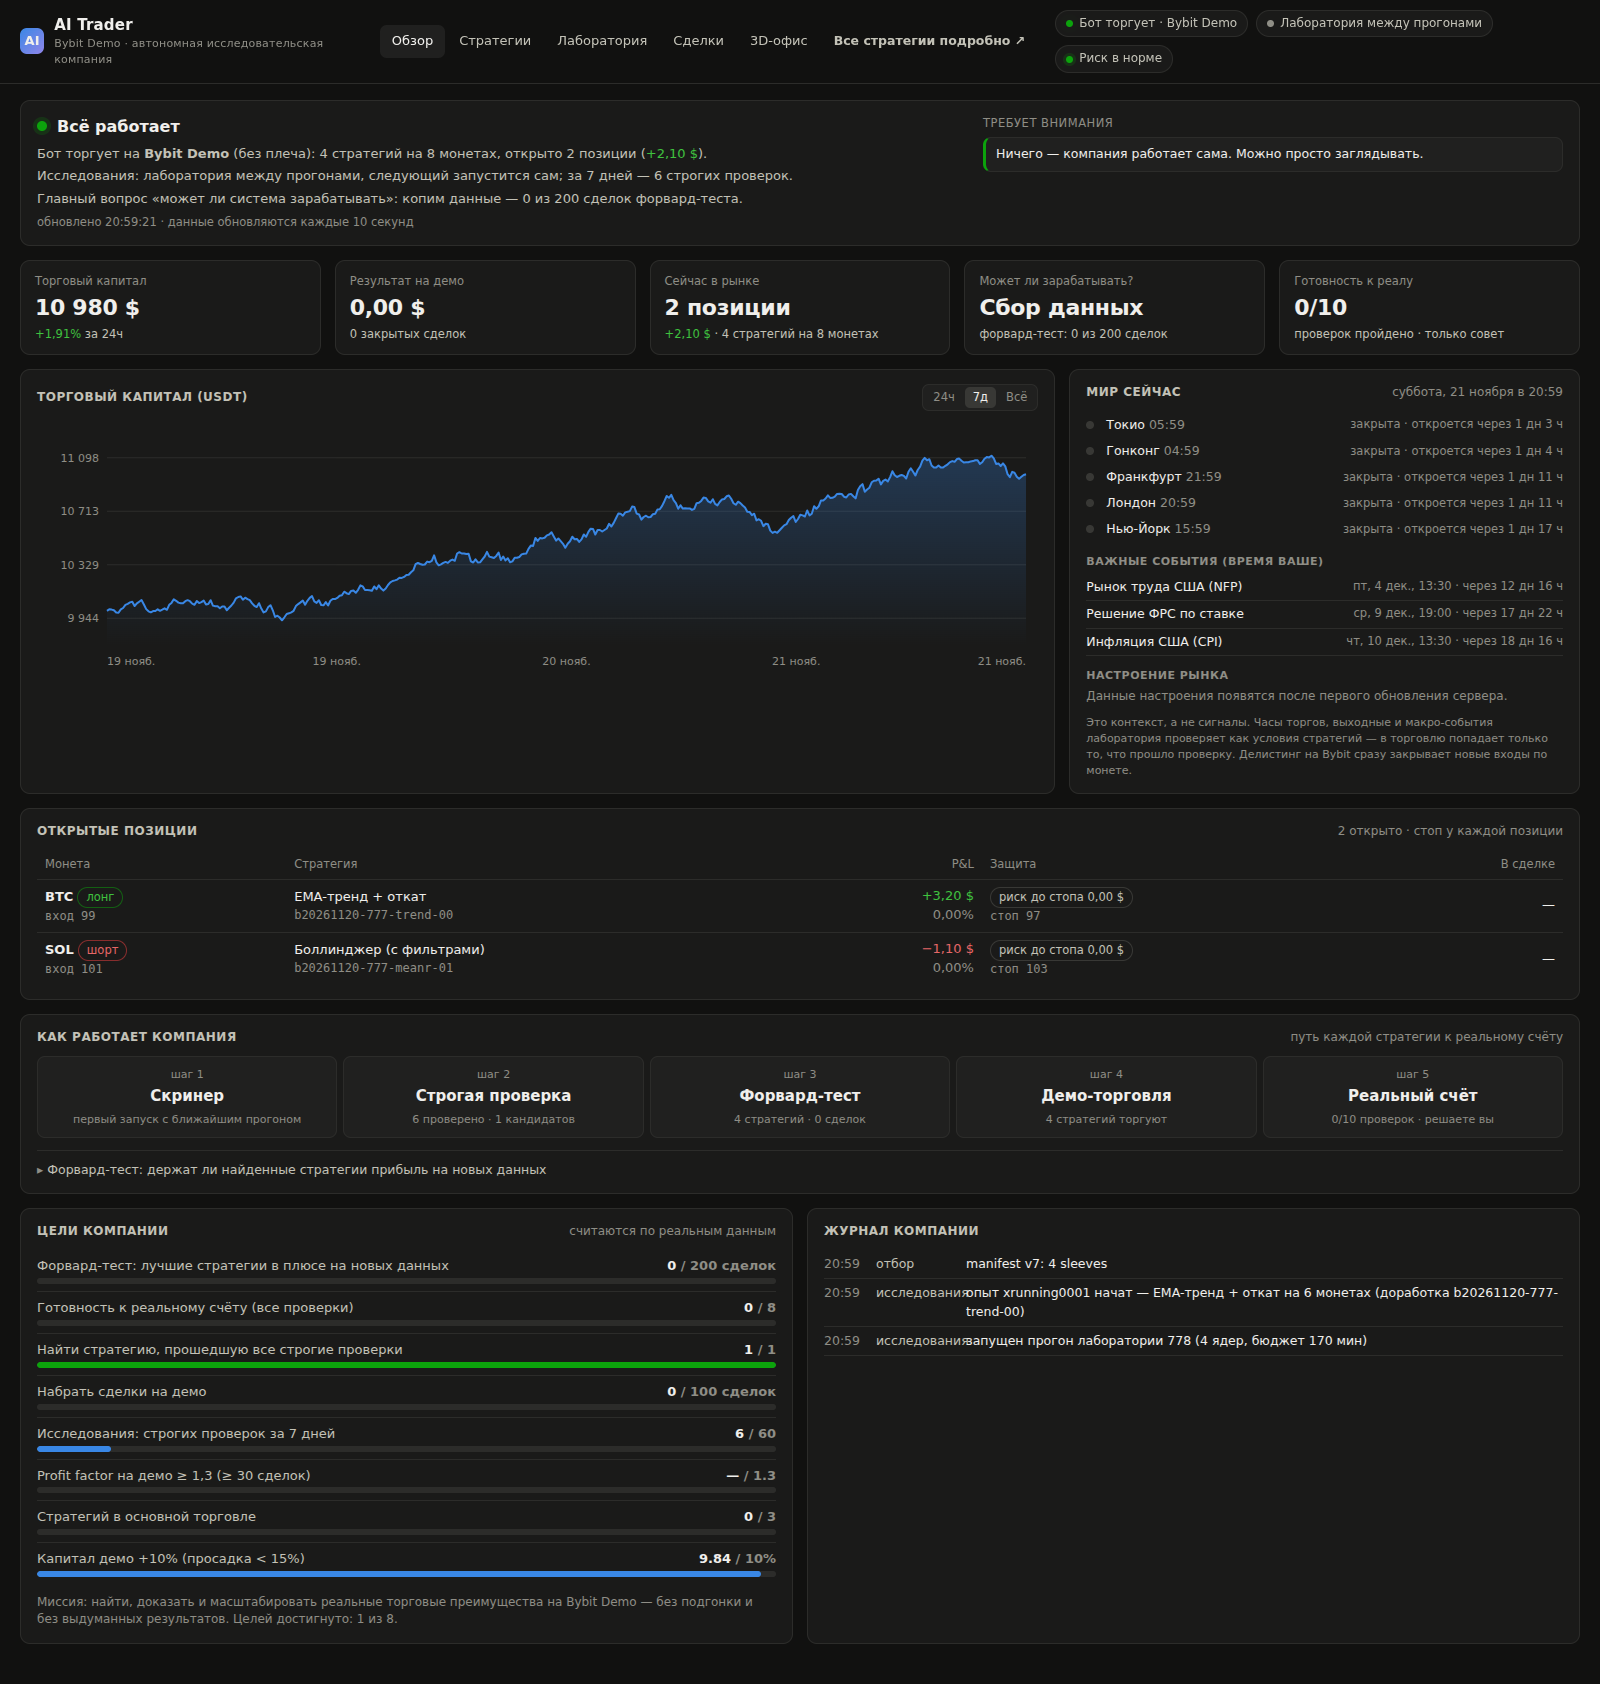 AI
AI Trader
Bybit Demo · автономная исследовательская
компания
Обзор
Стратегии
Лаборатория
Сделки
3D-офис
Все стратегии подробно ↗
Бот торгует · Bybit Demo
Лаборатория между прогонами
Риск в норме
Всё работает
Бот торгует на Bybit Demo (без плеча): 4 стратегий на 8 монетах, открыто 2 позиции (+2,10 $).
Исследования: лаборатория между прогонами, следующий запустится сам; за 7 дней — 6 строгих проверок.
Главный вопрос «может ли система зарабатывать»: копим данные — 0 из 200 сделок форвард-теста.
обновлено 20:59:21 · данные обновляются каждые 10 секунд
ТРЕБУЕТ ВНИМАНИЯ
Ничего — компания работает сама. Можно просто заглядывать.
Торговый капитал
10 980 $
+1,91% за 24ч
Результат на демо
0,00 $
0 закрытых сделок
Сейчас в рынке
2 позиции
+2,10 $ · 4 стратегий на 8 монетах
Может ли зарабатывать?
Сбор данных
форвард-тест: 0 из 200 сделок
Готовность к реалу
0/10
проверок пройдено · только совет
ТОРГОВЫЙ КАПИТАЛ (USDT)
24ч 7д Всё
11 098
10 713
10 329
9 944
19 нояб. 19 нояб. 20 нояб. 21 нояб. 21 нояб.
МИР СЕЙЧАС
суббота, 21 ноября в 20:59
Токио 05:59 закрыта · откроется через 1 дн 3 ч
Гонконг 04:59 закрыта · откроется через 1 дн 4 ч
Франкфурт 21:59 закрыта · откроется через 1 дн 11 ч
Лондон 20:59 закрыта · откроется через 1 дн 11 ч
Нью-Йорк 15:59 закрыта · откроется через 1 дн 17 ч
ВАЖНЫЕ СОБЫТИЯ (ВРЕМЯ ВАШЕ)
Рынок труда США (NFP) пт, 4 дек., 13:30 · через 12 дн 16 ч
Решение ФРС по ставке ср, 9 дек., 19:00 · через 17 дн 22 ч
Инфляция США (CPI) чт, 10 дек., 13:30 · через 18 дн 16 ч
НАСТРОЕНИЕ РЫНКА
Данные настроения появятся после первого обновления сервера.
Это контекст, а не сигналы. Часы торгов, выходные и макро-события
лаборатория проверяет как условия стратегий — в торговлю попадает только
то, что прошло проверку. Делистинг на Bybit сразу закрывает новые входы по
монете.
ОТКРЫТЫЕ ПОЗИЦИИ
2 открыто · стоп у каждой позиции
Монета Стратегия P&L Защита В сделке
BTC лонг EMA-тренд + откат +3,20 $ риск до стопа 0,00 $ —
вход 99 b20261120-777-trend-00 0,00% стоп 97
SOL шорт Боллинджер (с фильтрами) −1,10 $ риск до стопа 0,00 $ —
вход 101 b20261120-777-meanr-01 0,00% стоп 103
КАК РАБОТАЕТ КОМПАНИЯ
путь каждой стратегии к реальному счёту
шаг 1
Скринер
первый запуск с ближайшим прогоном
шаг 2
Строгая проверка
6 проверено · 1 кандидатов
шаг 3
Форвард-тест
4 стратегий · 0 сделок
шаг 4
Демо-торговля
4 стратегий торгуют
шаг 5
Реальный счёт
0/10 проверок · решаете вы
▸ Форвард-тест: держат ли найденные стратегии прибыль на новых данных
ЦЕЛИ КОМПАНИИ
считаются по реальным данным
Форвард-тест: лучшие стратегии в плюсе на новых данных 0 / 200 сделок
Готовность к реальному счёту (все проверки) 0 / 8
Найти стратегию, прошедшую все строгие проверки 1 / 1
Набрать сделки на демо 0 / 100 сделок
Исследования: строгих проверок за 7 дней 6 / 60
Profit factor на демо ≥ 1,3 (≥ 30 сделок) — / 1.3
Стратегий в основной торговле 0 / 3
Капитал демо +10% (просадка < 15%) 9.84 / 10%
Миссия: найти, доказать и масштабировать реальные торговые преимущества на Bybit Demo — без подгонки и
без выдуманных результатов. Целей достигнуто: 1 из 8.
ЖУРНАЛ КОМПАНИИ
20:59 отбор manifest v7: 4 sleeves
20:59 исследования опыт xrunning0001 начат — EMA-тренд + откат на 6 монетах (доработка b20261120-777-
trend-00)
20:59 исследования запущен прогон лаборатории 778 (4 ядер, бюджет 170 мин)